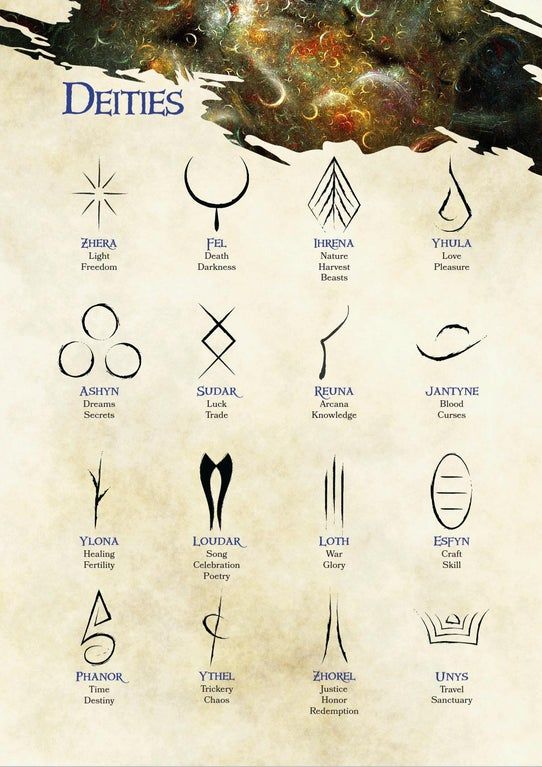 Deities
Zhera
Light
Freedom
Fel
Death
Darkness
Ihrena
Nature
Harvest
Beasts
Yhula
Love
Pleasure
Ashyn
Dreams
Secrets
Sudar
Luck
Trade
Reuna
Arcana
Knowledge
Jantyne
Blood
Curses
Ylona
Healing
Fertility
Loudar
Song
Celebration
Poetry
Loth
War
Glory
Esfyn
Craft
Skill
Phanor
Time
Destiny
Ythel
Trickery
Chaos
Zhorel
Justice
Honor
Redemption
Unys
Travel
Sanctuary